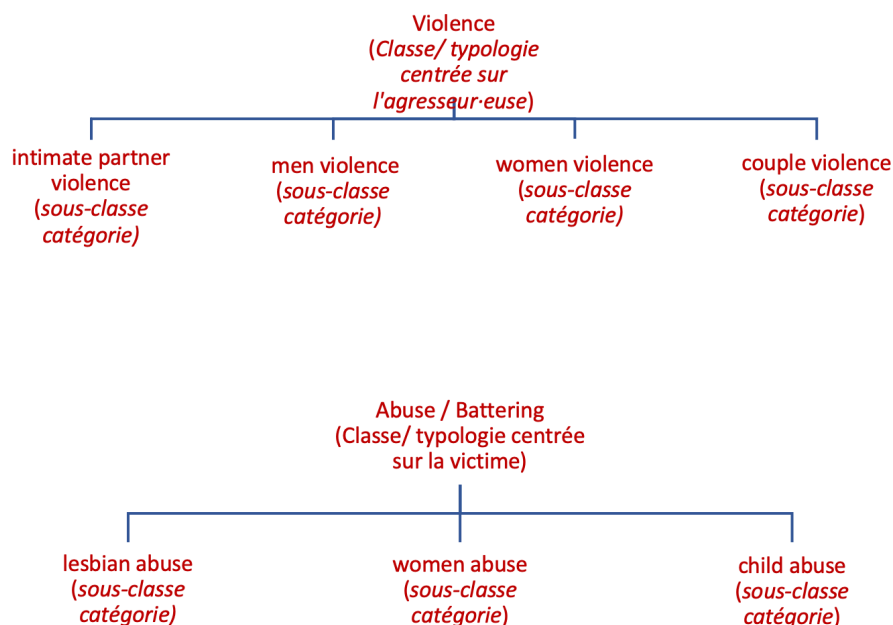 Violence
(Classe/ typologie
centrée sur
l'agresseur·euse)
intimate partner
violence
(sous-classe
catégorie)
men violence
(sous-classe
catégorie)
women violence
(sous-classe
catégorie)
couple violence
(sous-classe
catégorie)
Abuse / Battering
(Classe/ typologie centrée
sur la victime)
lesbian abuse
(sous-classe
catégorie)
women abuse
(sous-classe
catégorie)
child abuse
(sous-classe
catégorie)